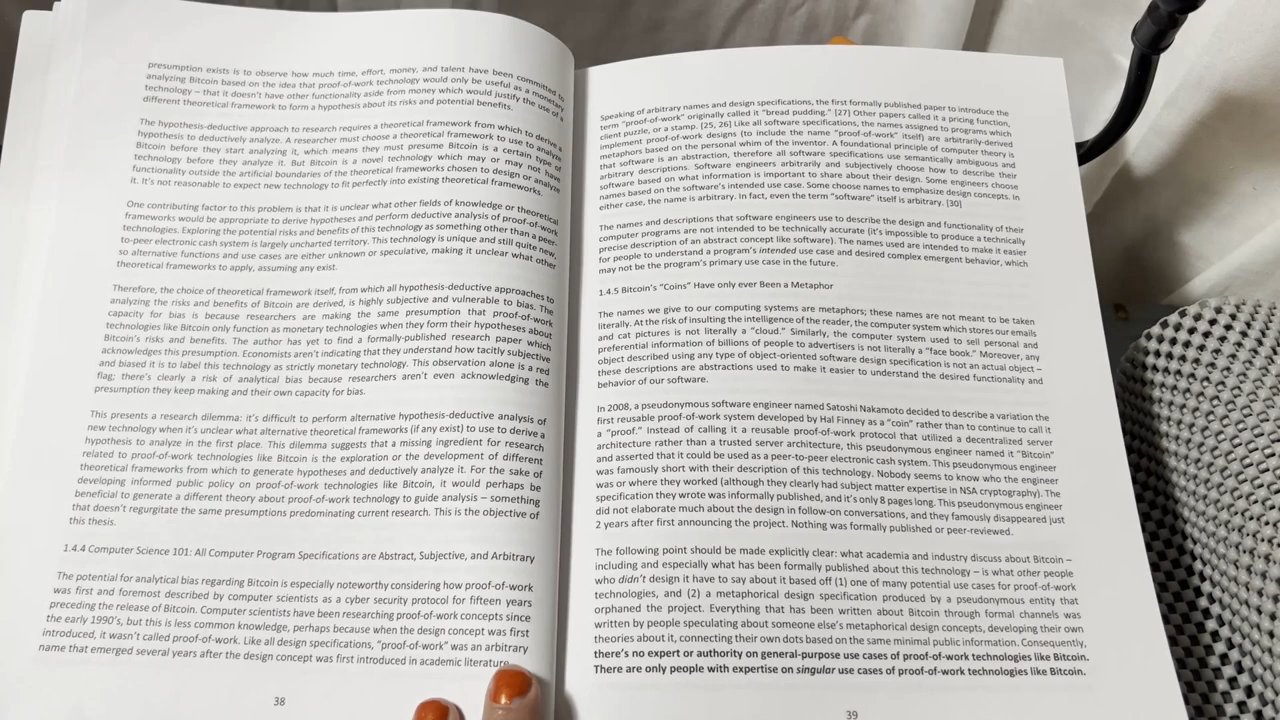 presumption exists is to observe how much time, effort, money, and talent have been committed to
analyzing Bitcoin based on the idea that proof-of-work technology would only be useful as a monetary
technology – that it doesn't have other functionality aside from money which would justify the use of a
different theoretical framework to form a hypothesis about its risks and potential benefits.
The hypothesis-deductive approach to research requires a theoretical framework from which to derive a
hypothesis to deductively analyze. A researcher must choose a theoretical framework to use to analyze
Bitcoin before they start analyzing it, which means they must presume Bitcoin is a certain type of
technology before they analyze it. But Bitcoin is a novel technology which may or may not have
functionality outside the artificial boundaries of the theoretical frameworks chosen to design or analyze
it. It's not reasonable to expect new technology to fit perfectly into existing theoretical frameworks.
One contributing factor to this problem is that it is unclear what other fields of knowledge or theoretical
frameworks would be appropriate to derive hypotheses and perform deductive analysis of proof-of-work
technologies. Exploring the potential risks and benefits of this technology as something other than a peer-
to-peer electronic cash system is largely uncharted territory. This technology is unique and still quite new,
so alternative functions and use cases are either unknown or speculative, making it unclear what other
theoretical frameworks to apply, assuming any exist.
Therefore, the choice of theoretical framework itself, from which all hypothesis-deductive approaches to
analyzing the risks and benefits of Bitcoin are derived, is highly subjective and vulnerable to bias. The
capacity for bias is because researchers are making the same presumption that proof-of-work
technologies like Bitcoin only function as monetary technologies when they form their hypotheses about
Bitcoin's risks and benefits. The author has yet to find a formally-published research paper which
acknowledges this presumption. Economists aren't indicating that they understand how tacitly subjective
and biased it is to label this technology as strictly monetary technology. This observation alone is a red
flag; there's clearly a risk of analytical bias because researchers aren't even acknowledging the
presumption they keep making and their own capacity for bias.
This presents a research dilemma: it's difficult to perform alternative hypothesis-deductive analysis of
new technology when it's unclear what alternative theoretical frameworks (if any exist) to use to derive a
hypothesis to analyze in the first place. This dilemma suggests that a missing ingredient for research
related to proof-of-work technologies like Bitcoin is the exploration or the development of different
theoretical frameworks from which to generate hypotheses and deductively analyze it. For the sake of
developing informed public policy on proof-of-work technologies like Bitcoin, it would perhaps be
beneficial to generate a different theory about proof-of-work technology to guide analysis – something
that doesn't regurgitate the same presumptions predominating current research. This is the objective of
this thesis.
1.4.4 Computer Science 101: All Computer Program Specifications are Abstract, Subjective, and Arbitrary
The potential for analytical bias regarding Bitcoin is especially noteworthy considering how proof-of-work
was first and foremost described by computer scientists as a cyber security protocol for fifteen years
preceding the release of Bitcoin. Computer scientists have been researching proof-of-work concepts since
the early 1990's, but this is less common knowledge, perhaps because when the design concept was first
introduced, it wasn't called proof-of-work. Like all design specifications, "proof-of-work" was an arbitrary
name that emerged several years after the design concept was first introduced in academic literature.
38
Speaking of arbitrary names and design specifications, the first formally published paper to introduce the
term "proof-of-work" originally called it "bread pudding." [27] Other papers called it a pricing function,
client puzzle, or a stamp. [25, 26] Like all software specifications, the names assigned to programs which
implement proof-of-work designs (to include the name "proof-of-work" itself) are arbitrarily-derived
metaphors based on the personal whim of the inventor. A foundational principle of computer theory is
that software is an abstraction, therefore all software specifications use semantically ambiguous and
arbitrary descriptions. Software engineers arbitrarily and subjectively choose how to describe their
software based on what information is important to share about their design. Some engineers choose
names based on the software's intended use case. Some choose names to emphasize design concepts. In
either case, the name is arbitrary. In fact, even the term "software" itself is arbitrary. [30]
The names and descriptions that software engineers use to describe the design and functionality of their
computer programs are not intended to be technically accurate (it's impossible to produce a technically
precise description of an abstract concept like software). The names used are intended to make it easier
for people to understand a program's intended use case and desired complex emergent behavior, which
may not be the program's primary use case in the future.
1.4.5 Bitcoin's "Coins" Have only ever Been a Metaphor
The names we give to our computing systems are metaphors; these names are not meant to be taken
literally. At the risk of insulting the intelligence of the reader, the computer system which stores our emails
and cat pictures is not literally a "cloud." Similarly, the computer system used to sell personal and
preferential information of billions of people to advertisers is not literally a "face book." Moreover, any
object described using any type of object-oriented software design specification is not an actual object –
these descriptions are abstractions used to make it easier to understand the desired functionality and
behavior of our software.
In 2008, a pseudonymous software engineer named Satoshi Nakamoto decided to describe a variation the
first reusable proof-of-work system developed by Hal Finney as a "coin" rather than to continue to call it
a "proof." Instead of calling it a reusable proof-of-work protocol that utilized a decentralized server
architecture rather than a trusted server architecture, this pseudonymous engineer named it "Bitcoin"
and asserted that it could be used as a peer-to-peer electronic cash system. This pseudonymous engineer
was famously short with their description of this technology. Nobody seems to know who the engineer
was or where they worked (although they clearly had subject matter expertise in NSA cryptography). The
specification they wrote was informally published, and it's only 8 pages long. This pseudonymous engineer
did not elaborate much about the design in follow-on conversations, and they famously disappeared just
2 years after first announcing the project. Nothing was formally published or peer-reviewed.
The following point should be made explicitly clear: what academia and industry discuss about Bitcoin –
including and especially what has been formally published about this technology – is what other people
who didn't design it have to say about it based off (1) one of many potential use cases for proof-of-work
technologies, and (2) a metaphorical design specification produced by a pseudonymous entity that
orphaned the project. Everything that has been written about Bitcoin through formal channels was
written by people speculating about someone else's metaphorical design concepts, developing their own
theories about it, connecting their own dots based on the same minimal public information. Consequently,
there's no expert or authority on general-purpose use cases of proof-of-work technologies like Bitcoin.
There are only people with expertise on singular use cases of proof-of-work technologies like Bitcoin.
39